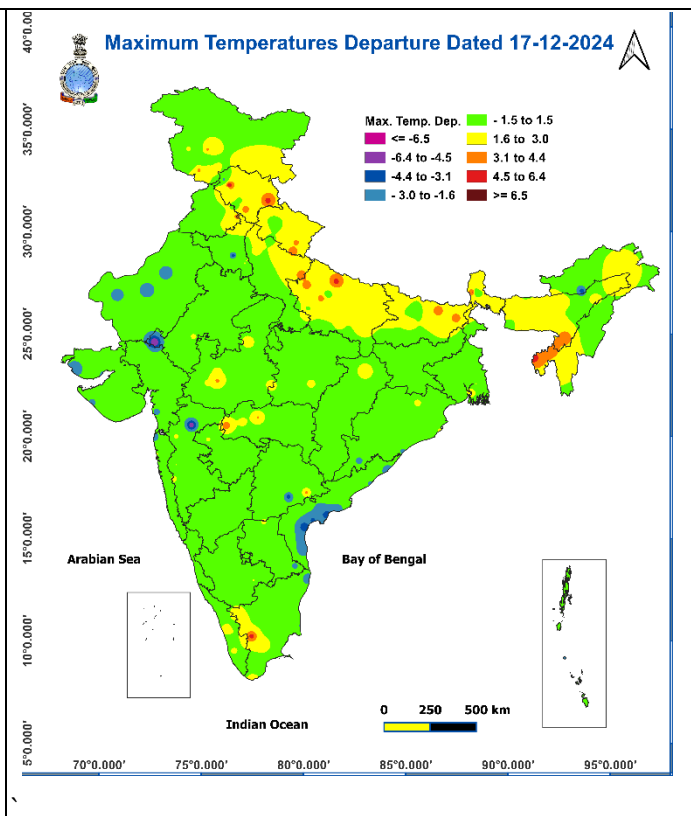 Maximum Temperatures Departure Dated 17-12-2024
Max. Temp. Dep.
<= -6.5
-6.4 to -4.5
-4.4 to -3.1
- 3.0 to -1.6
- 1.5 to 1.5
1.6 to 3.0
3.1 to 4.4
4.5 to 6.4
>= 6.5
40°0.000'
35°0.000'
30°0.000'
25°0.000'
20°0.000'
15°0.000'
10°0.000'
5°0.000'
Arabian Sea
Bay of Bengal
Indian Ocean
0 250 500 km
70°0.000' 75°0.000' 80°0.000' 85°0.000' 90°0.000' 95°0.000'
`